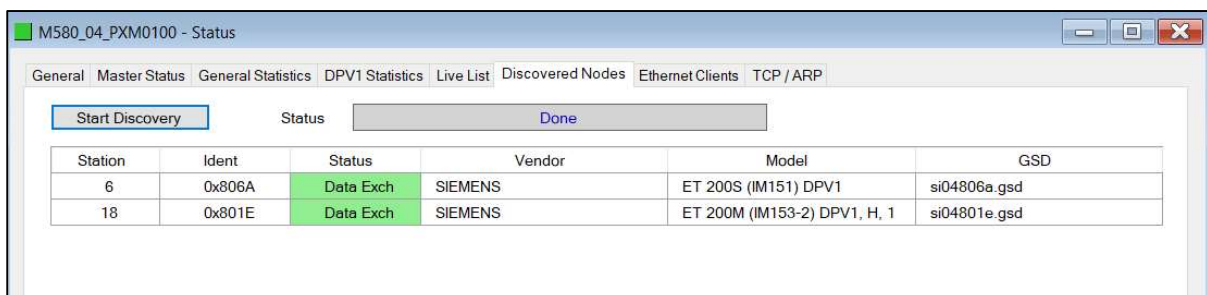 M580_04_PXM0100 - Status
General Master Status General Statistics DPV1 Statistics Live List Discovered Nodes Ethernet Clients TCP / ARP
Start Discovery Status Done
Station Ident Status Vendor Model GSD
6 0x806A Data Exch SIEMENS ET 200S (IM151) DPV1 si04806a.gsd
18 0x801E Data Exch SIEMENS ET 200M (IM153-2) DPV1, H, 1 si04801e.gsd